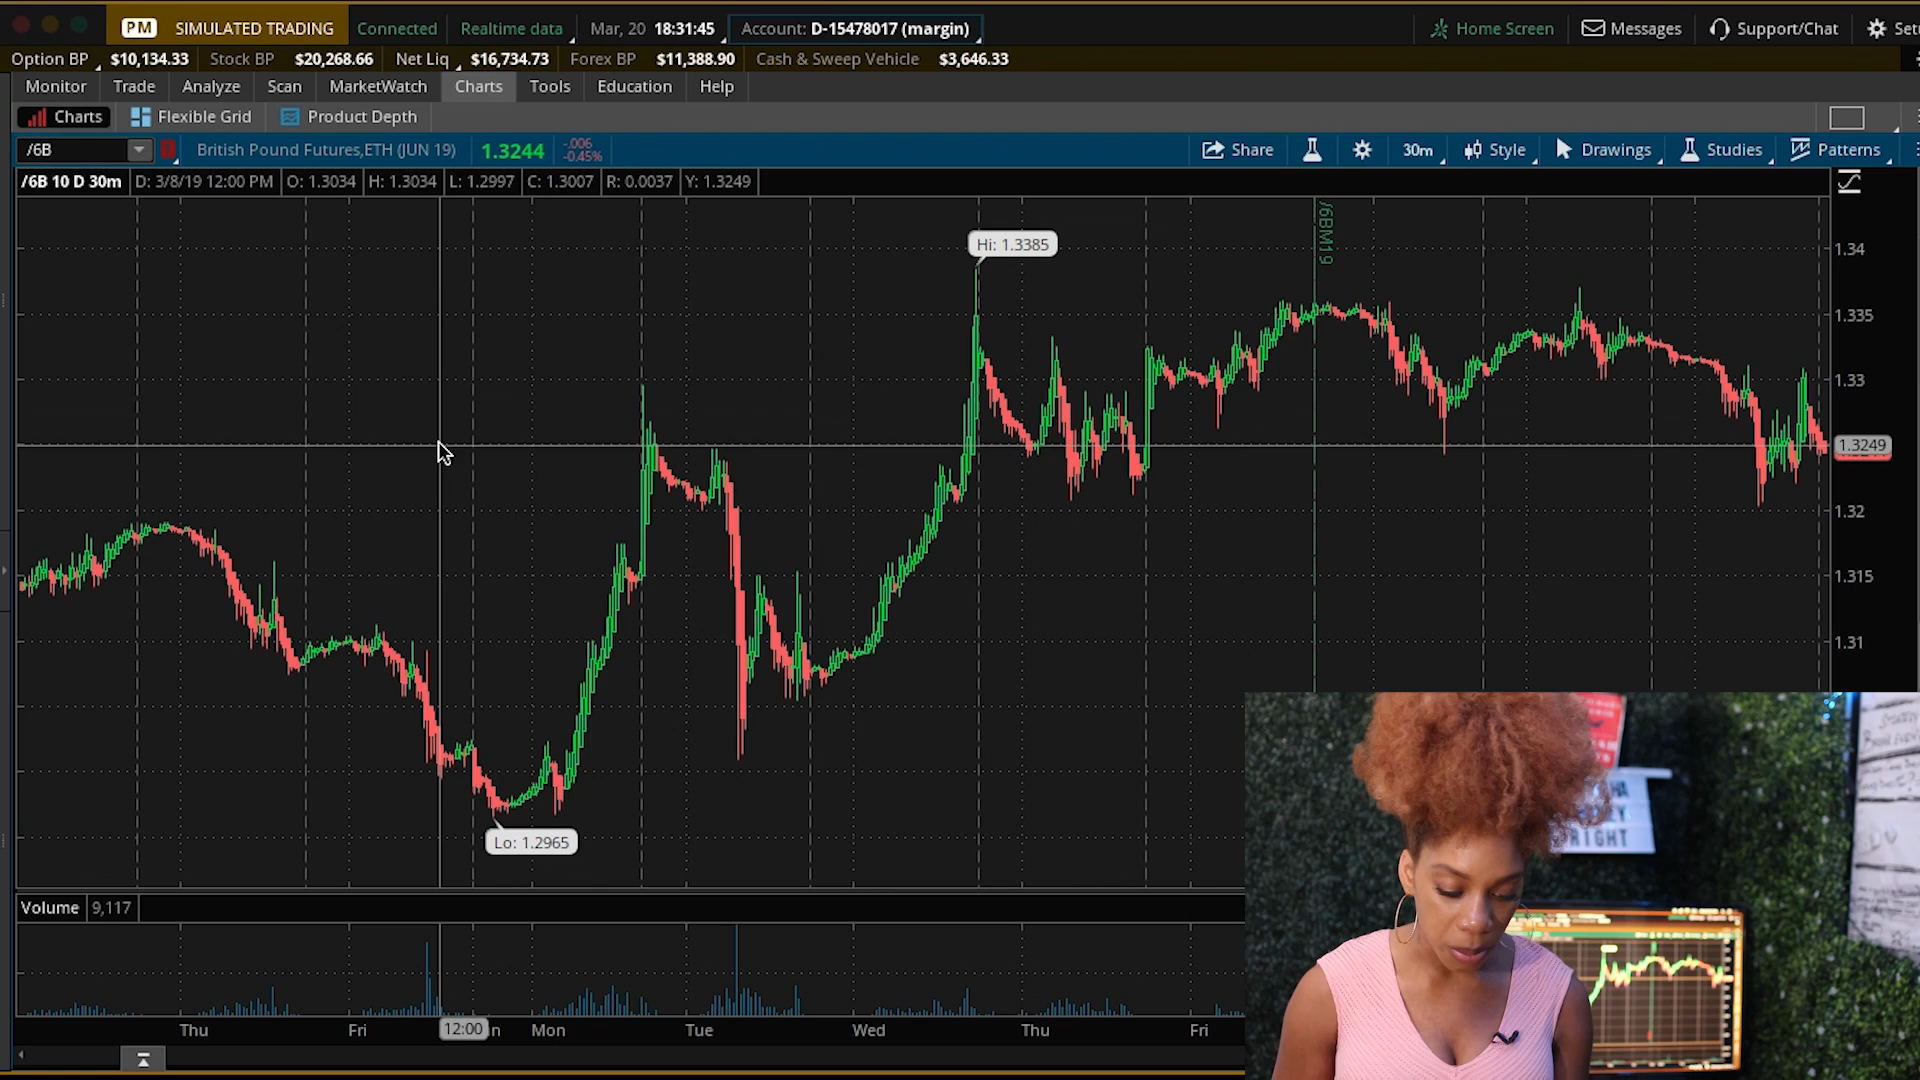 PM SIMULATED TRADING Connected Realtime data Mar, 20 18:31:45 Account: D-15478017 (margin) Home Screen Messages Support/Chat
Option BP $10,134.33 Stock BP $20,268.66 Net Liq $16,734.73 Forex BP $11,388.90 Cash & Sweep Vehicle $3,646.33
Monitor Trade Analyze Scan MarketWatch Charts Tools Education Help
Charts Flexible Grid Product Depth
/6B British Pound Futures,ETH (JUN 19) 1.3244 -.006 -0.45% Share 30m Style Drawings Studies Patterns
/6B 10 D 30m D: 3/8/19 12:00 PM O: 1.3034 H: 1.3034 L: 1.2997 C: 1.3007 R: 0.0037 Y: 1.3249
/6BM19
Hi: 1.3385
1.34
1.335
1.33
1.3249
1.32
1.315
1.31
Lo: 1.2965
Volume 9,117
Thu Fri 12:00 n Mon Tue Wed Thu Fri